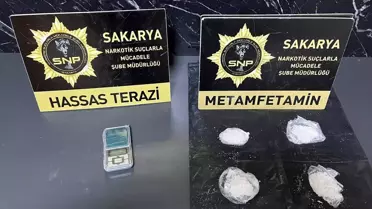 SAKARYA
NARKOTİK SUÇLARLA
MÜCADELE
ŞUBE MÜDÜRLÜĞÜ
SNP
HASSAS TERAZİ
SAKARYA
NARKOTİK SUÇLARLA
MÜCADELE
ŞUBE MÜDÜRLÜĞÜ
SNP
METAMFETAMİN